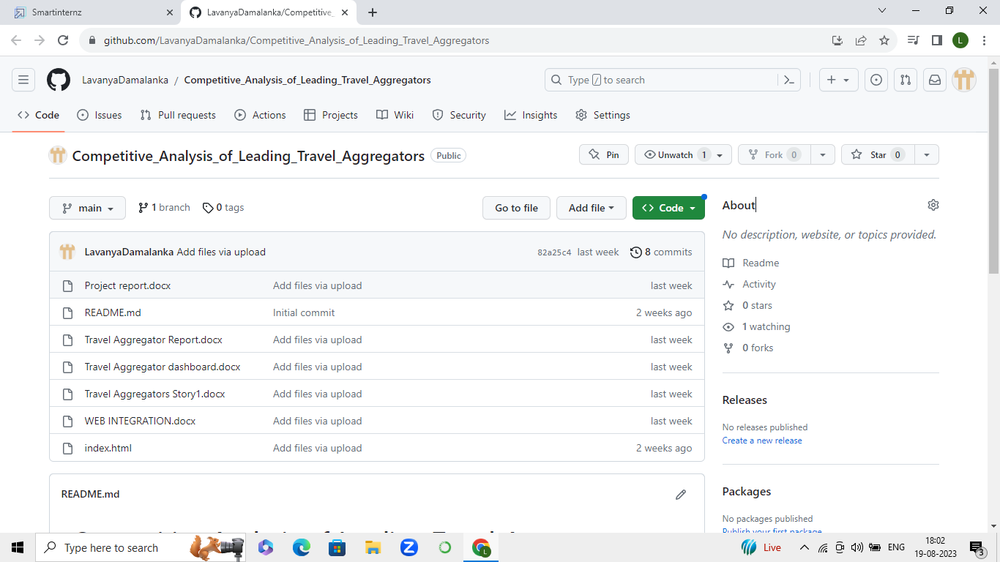 Smartinternz
LavanyaDamalanka/Competitive_
github.com/LavanyaDamalanka/Competitive_Analysis_of_Leading_Travel_Aggregators
L
LavanyaDamalanka / Competitive_Analysis_of_Leading_Travel_Aggregators
Type / to search
Code Issues Pull requests Actions Projects Wiki Security Insights Settings
Competitive_Analysis_of_Leading_Travel_Aggregators Public
Pin Unwatch 1 Fork 0 Star 0
main 1 branch 0 tags Go to file Add file Code
LavanyaDamalanka Add files via upload 82a25c4 last week 8 commits
Project report.docx Add files via upload last week
README.md Initial commit 2 weeks ago
Travel Aggregator Report.docx Add files via upload last week
Travel Aggregator dashboard.docx Add files via upload last week
Travel Aggregators Story1.docx Add files via upload last week
WEB INTEGRATION.docx Add files via upload last week
index.html Add files via upload 2 weeks ago
README.md
About
No description, website, or topics provided.
Readme
Activity
0 stars
1 watching
0 forks
Releases
No releases published
Create a new release
Packages
No packages published
Publish your first package
Type here to search
Live
ENG
18:02
19-08-2023
3